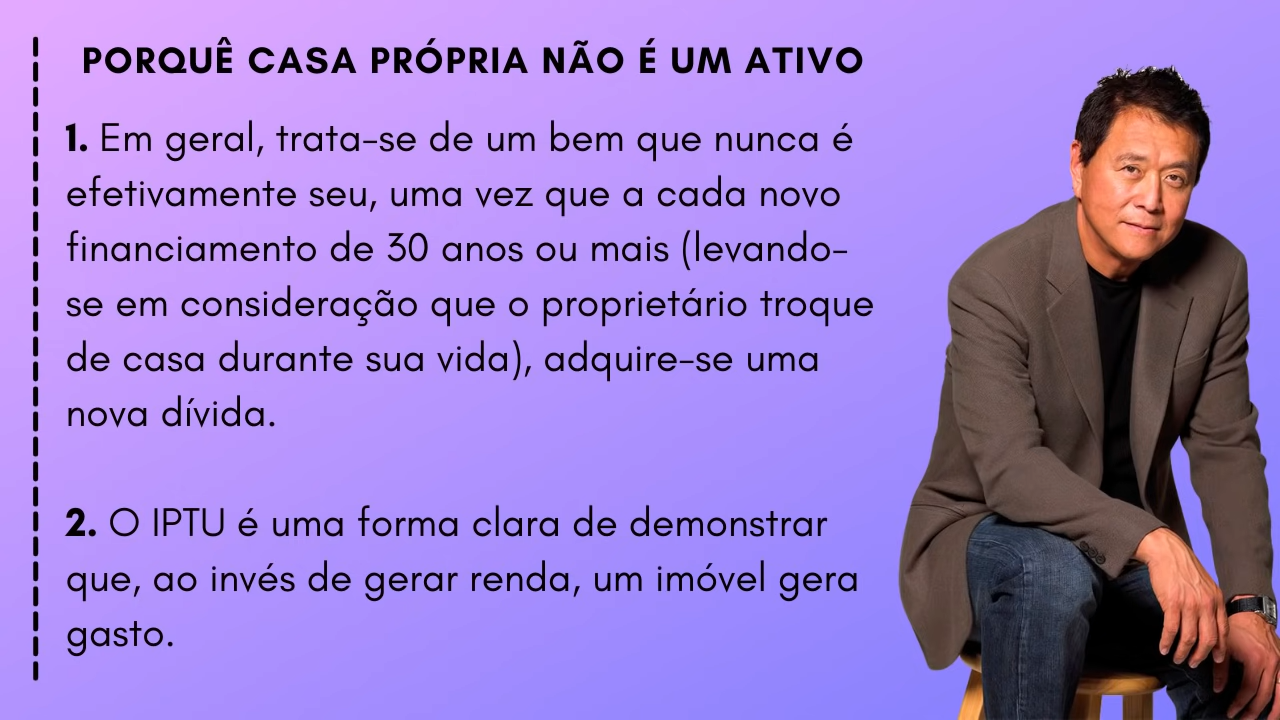 PORQUÊ CASA PRÓPRIA NÃO É UM ATIVO
1. Em geral, trata-se de um bem que nunca é
efetivamente seu, uma vez que a cada novo
financiamento de 30 anos ou mais (levando-
se em consideração que o proprietário troque
de casa durante sua vida), adquire-se uma
nova dívida.
2. O IPTU é uma forma clara de demonstrar
que, ao invés de gerar renda, um imóvel gera
gasto.